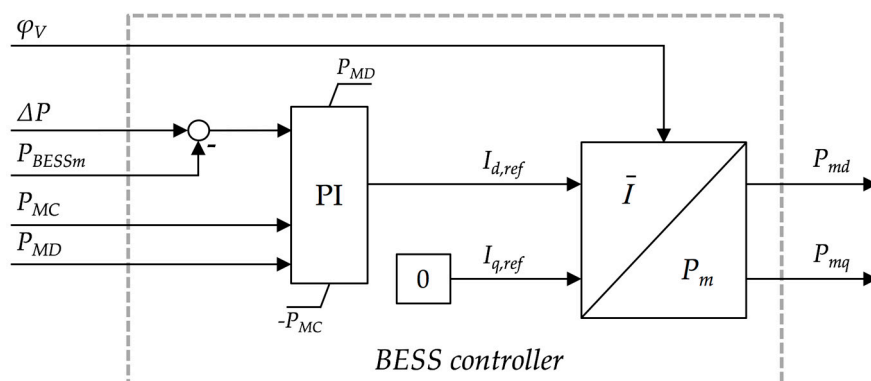 φ_V
P_MD
ΔP
-
P_BESSm
I_d,ref
P_md
PI
Ī
P_MC
P_MD
I_q,ref
P_mq
0
P_m
-P_MC
BESS controller